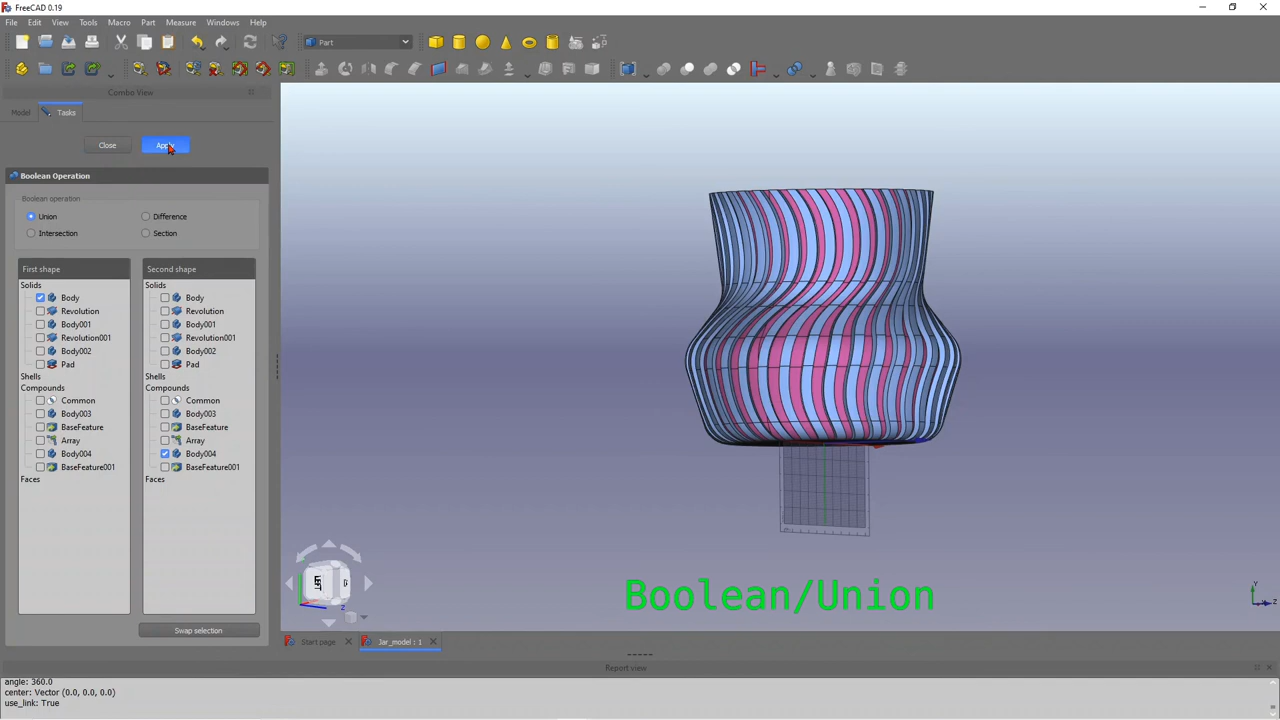 FreeCAD 0.19
File Edit View Tools Macro Part Measure Windows Help
Part
Combo View
Model Tasks
Close Apply
Boolean Operation
Boolean operation
Union Difference
Intersection Section
First shape Second shape
Solids Solids
Body Body
Revolution Revolution
Body001 Body001
Revolution001 Revolution001
Body002 Body002
Pad Pad
Shells Shells
Compounds Compounds
Common Common
Body003 Body003
BaseFeature BaseFeature
Array Array
Body004 Body004
BaseFeature001 BaseFeature001
Faces Faces
Swap selection
Boolean/Union
Y
Z
Z
Start page Jar_model : 1
Report view
angle: 360.0
center: Vector (0.0, 0.0, 0.0)
use_link: True